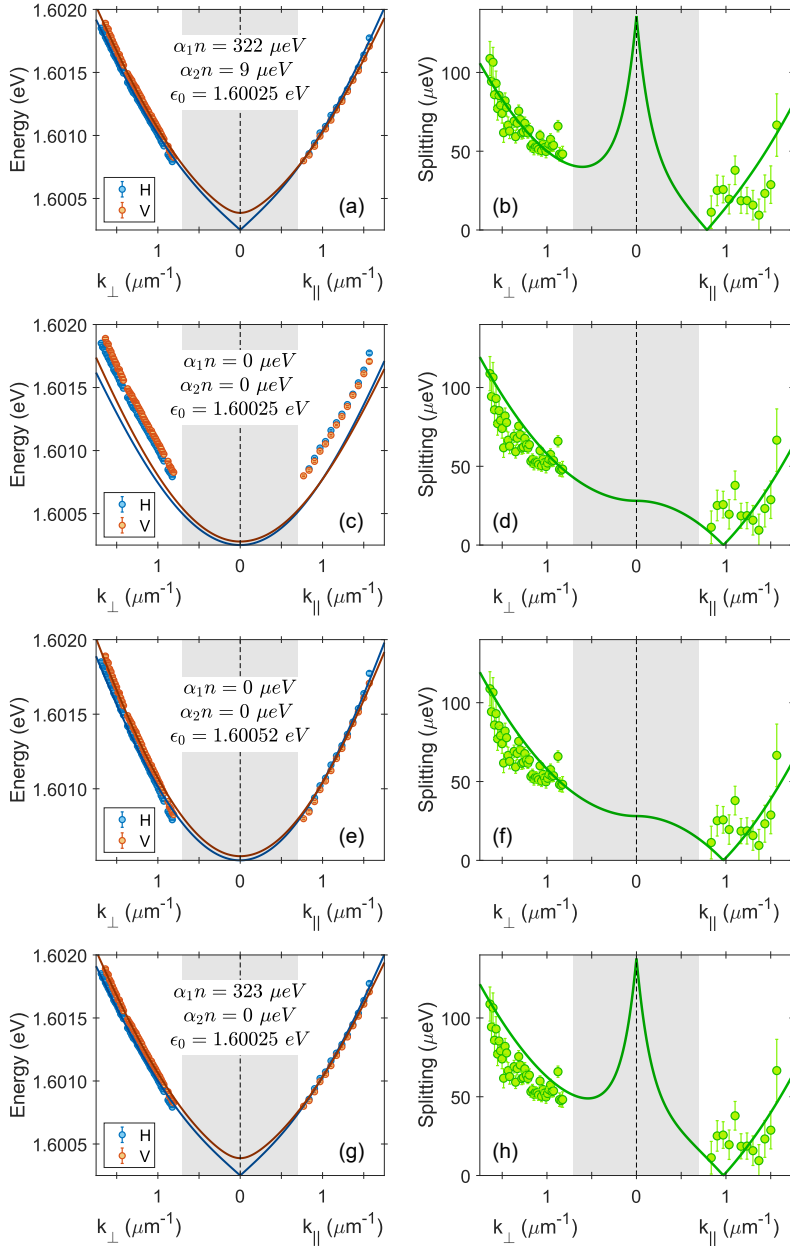 1.6020
1.6015
1.6010
1.6005
Energy (eV)
α₁n = 322 μeV
α₂n = 9 μeV
ϵ₀ = 1.60025 eV
H
V
(a)
1 0 1
k⊥ (μm⁻¹) k|| (μm⁻¹)
100
50
0
Splitting (μeV)
(b)
1 0 1
k⊥ (μm⁻¹) k|| (μm⁻¹)
1.6020
1.6015
1.6010
1.6005
Energy (eV)
α₁n = 0 μeV
α₂n = 0 μeV
ϵ₀ = 1.60025 eV
H
V
(c)
1 0 1
k⊥ (μm⁻¹) k|| (μm⁻¹)
100
50
0
Splitting (μeV)
(d)
1 0 1
k⊥ (μm⁻¹) k|| (μm⁻¹)
1.6020
1.6015
1.6010
Energy (eV)
α₁n = 0 μeV
α₂n = 0 μeV
ϵ₀ = 1.60052 eV
H
V
(e)
1 0 1
k⊥ (μm⁻¹) k|| (μm⁻¹)
100
50
0
Splitting (μeV)
(f)
1 0 1
k⊥ (μm⁻¹) k|| (μm⁻¹)
1.6020
1.6015
1.6010
1.6005
Energy (eV)
α₁n = 323 μeV
α₂n = 0 μeV
ϵ₀ = 1.60025 eV
H
V
(g)
1 0 1
k⊥ (μm⁻¹) k|| (μm⁻¹)
100
50
0
Splitting (μeV)
(h)
1 0 1
k⊥ (μm⁻¹) k|| (μm⁻¹)